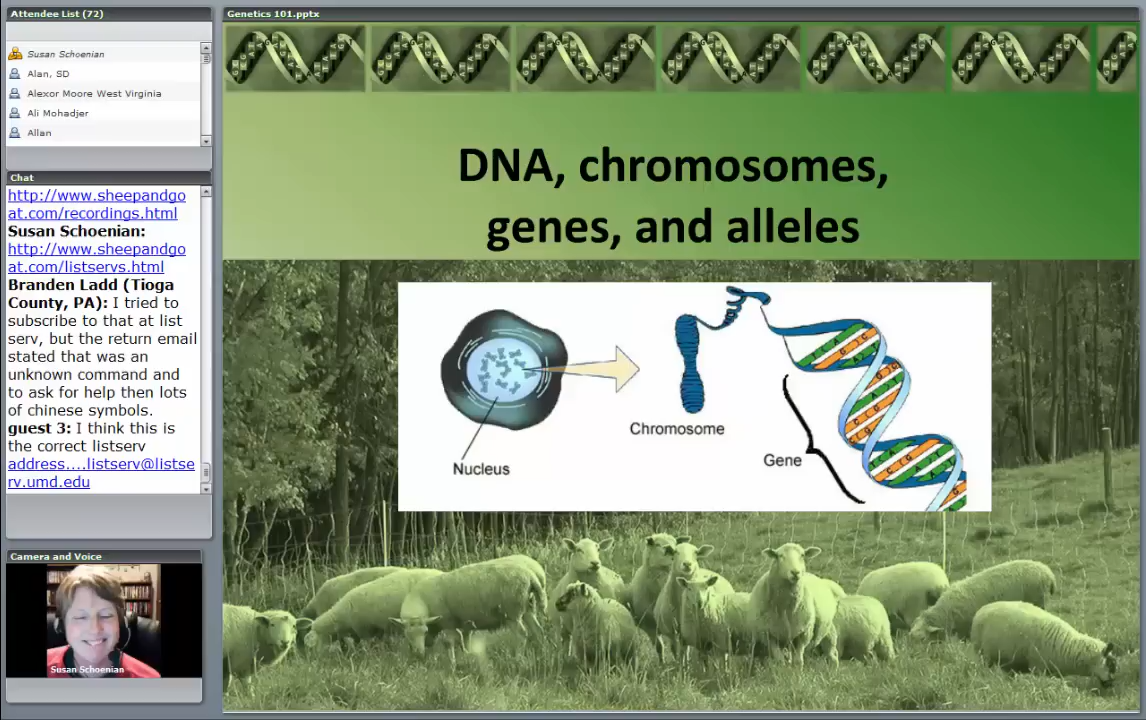 Attendee List (72)
Susan Schoenian
Alan, SD
Alexor Moore West Virginia
Ali Mohadjer
Allan
Chat
http://www.sheepandgo
at.com/recordings.html
Susan Schoenian:
http://www.sheepandgo
at.com/listservs.html
Branden Ladd (Tioga
County, PA): I tried to
subscribe to that at list
serv, but the return email
stated that was an
unknown command and
to ask for help then lots
of chinese symbols.
guest 3: I think this is
the correct listserv
address....listserv@listse
rv.umd.edu
Camera and Voice
Susan Schoenian
Genetics 101.pptx
DNA, chromosomes,
genes, and alleles
Nucleus
Chromosome
Gene